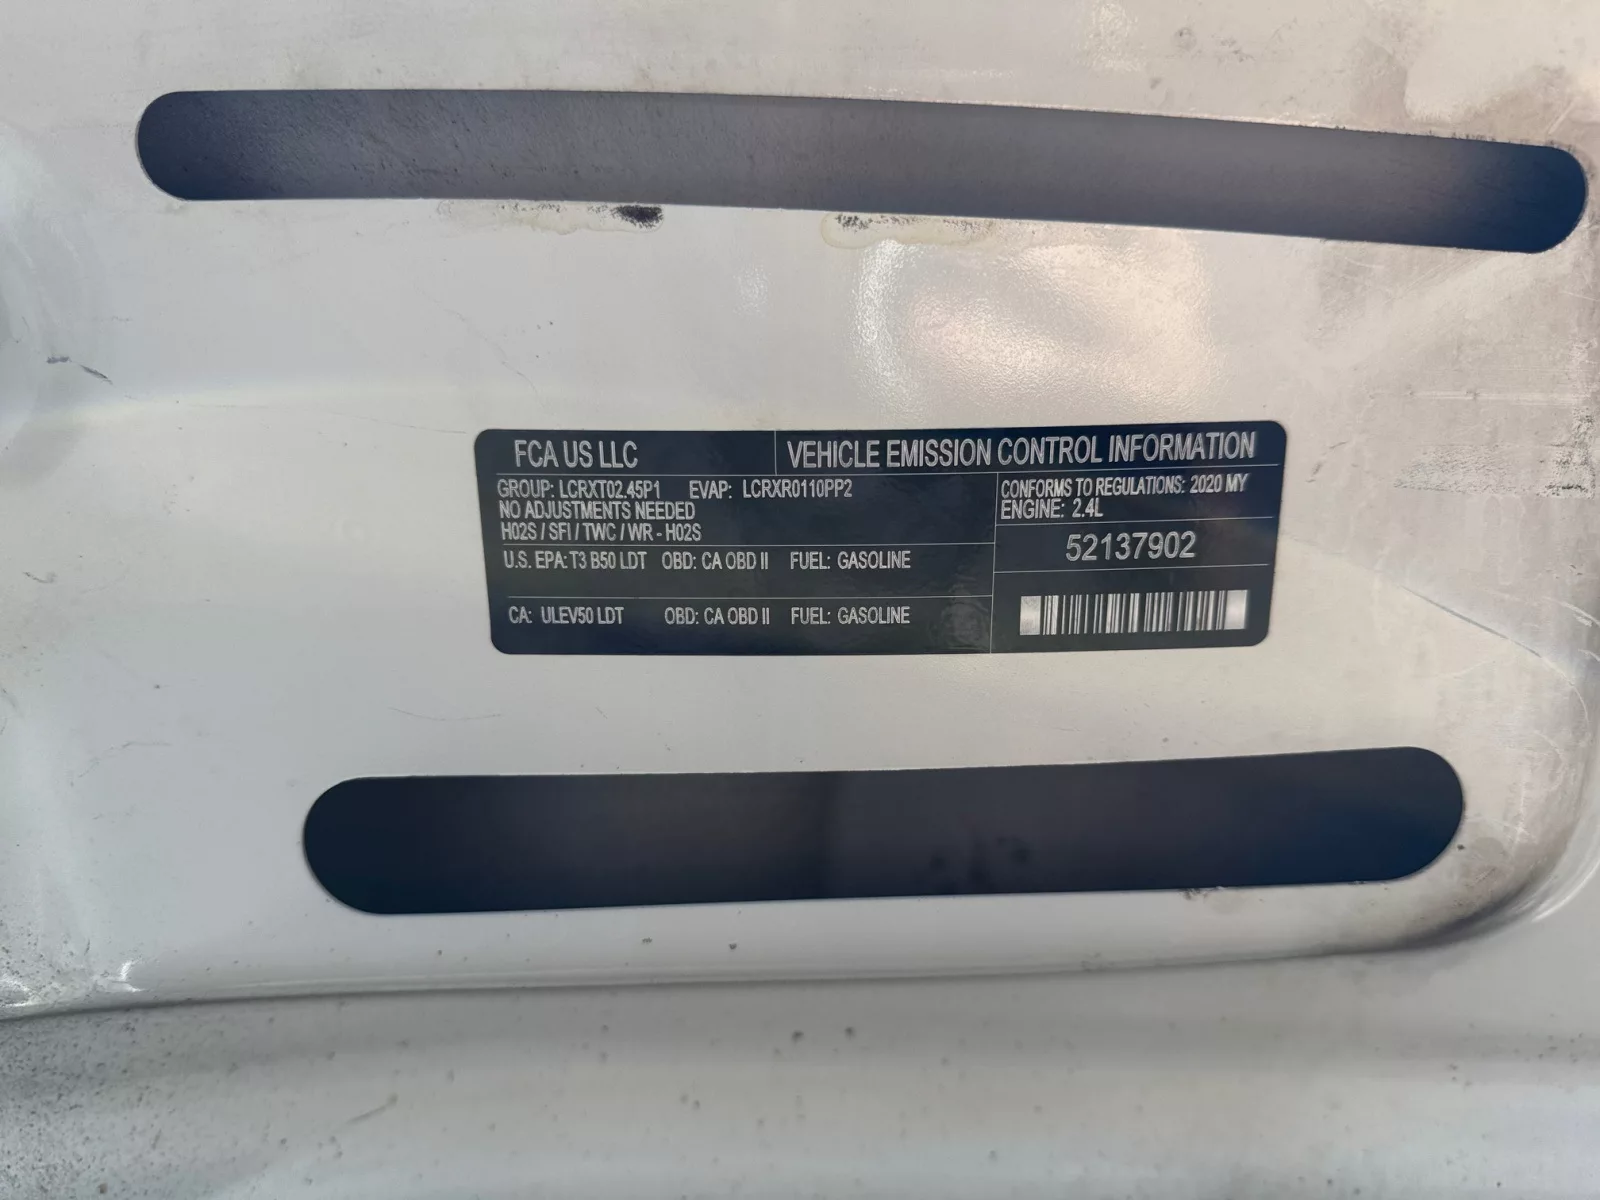 FCA US LLC
VEHICLE EMISSION CONTROL INFORMATION
GROUP: LCRXT02.45P1 EVAP: LCRXR0110PP2
NO ADJUSTMENTS NEEDED
H02S / SFI / TWC / WR - H02S
U.S. EPA: T3 B50 LDT OBD: CA OBD II FUEL: GASOLINE
CA: ULEV50 LDT OBD: CA OBD II FUEL: GASOLINE
CONFORMS TO REGULATIONS: 2020 MY
ENGINE: 2.4L
52137902